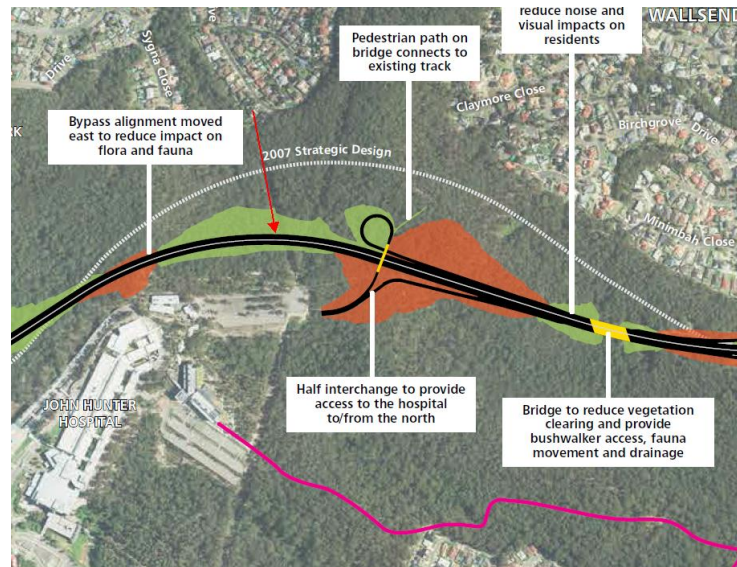 reduce noise and
visual impacts on
residents
WALLSEND
Pedestrian path on
bridge connects to
existing track
Drive
Sygna Close
ve
Claymore Close
Birchgrove Drive
Bypass alignment moved
east to reduce impact on
flora and fauna
RK
2007 Strategic Design
Minimbah Close
Half interchange to provide
access to the hospital
to/from the north
JOHN HUNTER
HOSPITAL
Bridge to reduce vegetation
clearing and provide
bushwalker access, fauna
movement and drainage